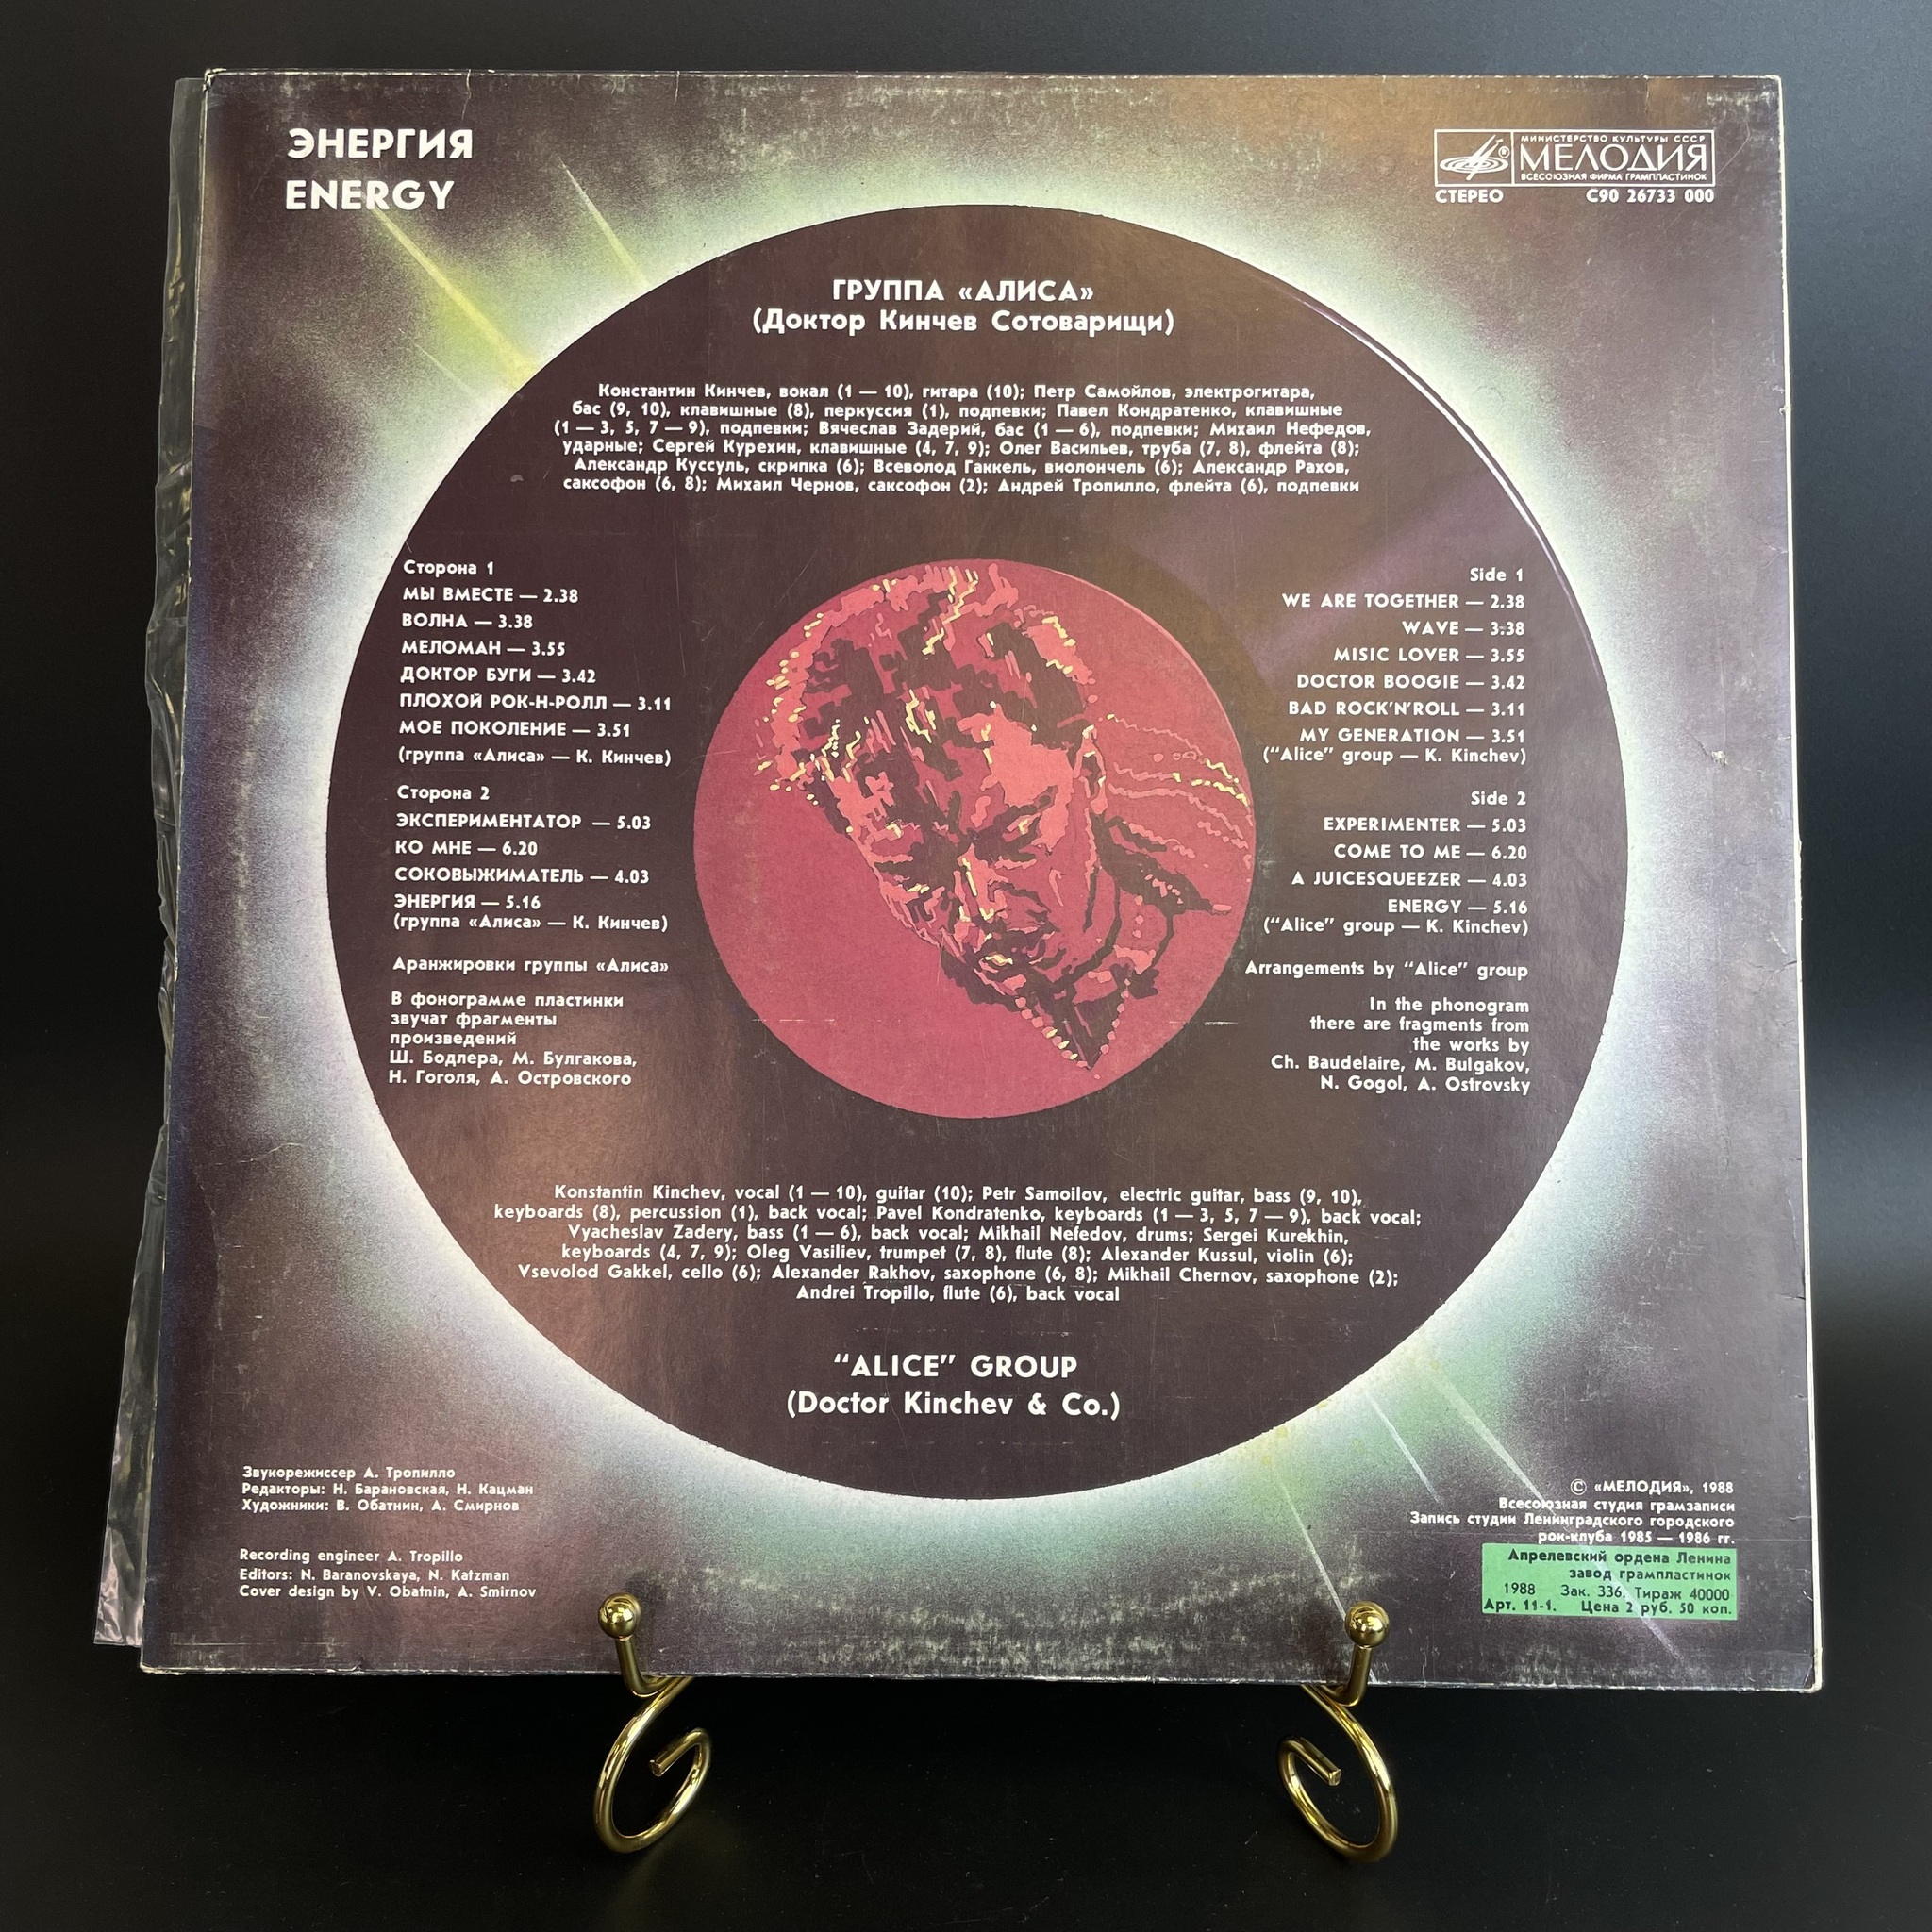 ЭНЕРГИЯ
ENERGY
МИНИСТЕРСТВО КУЛЬТУРЫ СССР
МЕЛОДИЯ
ВСЕСОЮЗНАЯ ФИРМА ГРАМПЛАСТИНОК
СТЕРЕО С90 26733 000
ГРУППА «АЛИСА»
(Доктор Кинчев Сотоварищи)
Константин Кинчев, вокал (1 — 10), гитара (10); Петр Самойлов, электрогитара,
бас (9, 10), клавишные (8), перкуссия (1), подпевки; Павел Кондратенко, клавишные
(1 — 3, 5, 7 — 9), подпевки; Вячеслав Задерий, бас (1 — 6), подпевки; Михаил Нефедов,
ударные; Сергей Курехин, клавишные (4, 7, 9); Олег Васильев, труба (7, 8), флейта (8);
Александр Куссуль, скрипка (6); Всеволод Гаккель, виолончель (6); Александр Рахов,
саксофон (6, 8); Михаил Чернов, саксофон (2); Андрей Тропилло, флейта (6), подпевки
Сторона 1
МЫ ВМЕСТЕ — 2.38
ВОЛНА — 3.38
МЕЛОМАН — 3.55
ДОКТОР БУГИ — 3.42
ПЛОХОЙ РОК-Н-РОЛЛ — 3.11
МОЕ ПОКОЛЕНИЕ — 3.51
(группа «Алиса» — К. Кинчев)
Сторона 2
ЭКСПЕРИМЕНТАТОР — 5.03
КО МНЕ — 6.20
СОКОВЫЖИМАТЕЛЬ — 4.03
ЭНЕРГИЯ — 5.16
(группа «Алиса» — К. Кинчев)
Аранжировки группы «Алиса»
В фонограмме пластинки
звучат фрагменты
произведений
Ш. Бодлера, М. Булгакова,
Н. Гоголя, А. Островского
Side 1
WE ARE TOGETHER — 2.38
WAVE — 3.38
MISIC LOVER — 3.55
DOCTOR BOOGIE — 3.42
BAD ROCK'N'ROLL — 3.11
MY GENERATION — 3.51
("Alice" group — K. Kinchev)
Side 2
EXPERIMENTER — 5.03
COME TO ME — 6.20
A JUICESQUEEZER — 4.03
ENERGY — 5.16
("Alice" group — K. Kinchev)
Arrangements by "Alice" group
In the phonogram
there are fragments from
the works by
Ch. Baudelaire, M. Bulgakov,
N. Gogol, A. Ostrovsky
Konstantin Kinchev, vocal (1 — 10), guitar (10); Petr Samoilov, electric guitar, bass (9, 10),
keyboards (8), percussion (1), back vocal; Pavel Kondratenko, keyboards (1 — 3, 5, 7 — 9), back vocal;
Vyacheslav Zadery, bass (1 — 6), back vocal; Mikhail Nefedov, drums; Sergei Kurekhin,
keyboards (4, 7, 9); Oleg Vasiliev, trumpet (7, 8), flute (8); Alexander Kussul, violin (6);
Vsevolod Gakkel, cello (6); Alexander Rakhov, saxophone (6, 8); Mikhail Chernov, saxophone (2);
Andrei Tropillo, flute (6), back vocal
"ALICE" GROUP
(Doctor Kinchev & Co.)
Звукорежиссер А. Тропилло
Редакторы: Н. Барановская, Н. Кацман
Художники: В. Обатнин, А. Смирнов
Recording engineer A. Tropillo
Editors: N. Baranovskaya, N. Katzman
Cover design by V. Obatnin, A. Smirnov
© «МЕЛОДИЯ», 1988
Всесоюзная студия грамзаписи
Запись студии Ленинградского городского
рок-клуба 1985 — 1986 гг.
Апрелевский ордена Ленина
завод грампластинок
1988 Зак. 336. Тираж 40000
Арт. 11-1. Цена 2 руб. 50 коп.